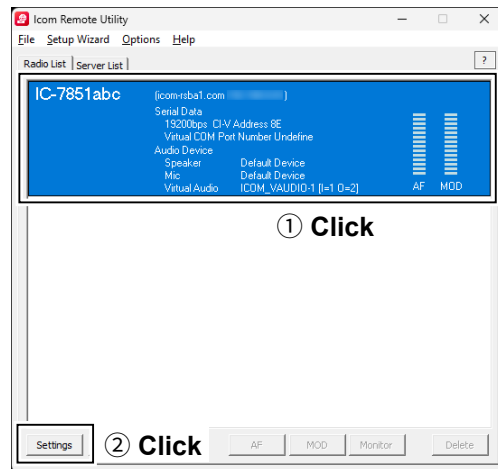 Icom Remote Utility
File Setup Wizard Options Help
Radio List Server List ?
IC-7851abc (icom-rsba1.com )
Serial Data
19200bps CI-V Address 8E
Virtual COM Port Number Undefine
Audio Device
Speaker Default Device
Mic Default Device
Virtual Audio ICOM_VAUDIO-1 [I=1 O=2] AF MOD
① Click
Settings ② Click AF MOD Monitor Delete